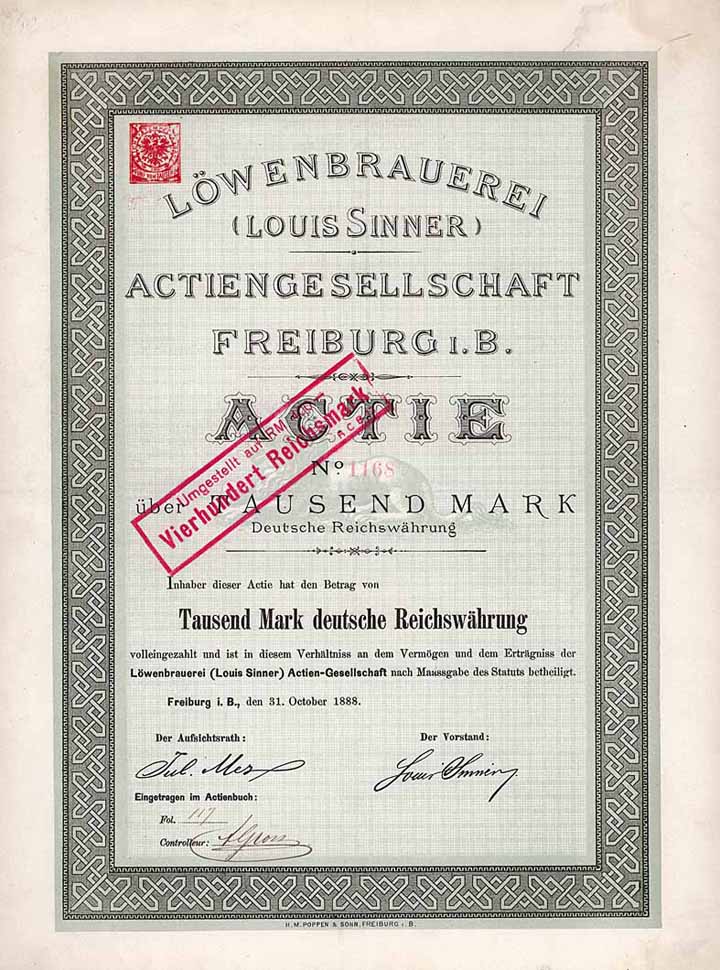 LÖWENBRAUEREI
(LOUIS SINNER)
ACTIENGESELLSCHAFT
FREIBURG I. B.
ACTIE
No 1168
Umgestellt auf RM
Vierhundert Reichsmark
über TAUSEND MARK
Deutsche Reichswährung
Inhaber dieser Actie hat den Betrag von
Tausend Mark deutsche Reichswährung
volleingezahlt und ist in diesem Verhältniss an dem Vermögen und dem Erträgniss der
Löwenbrauerei (Louis Sinner) Actien-Gesellschaft nach Maassgabe des Statuts betheiligt.
Freiburg i. B., den 31. October 1888.
Der Aufsichtsrath: Der Vorstand:
Jul. Mez Louis Sinner
Eingetragen im Actienbuch:
Fol. 117
Controlleur:
H. M. POPPEN & SOHN, FREIBURG i. B.